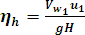 η_h = V_{w_1} u_1 / gH